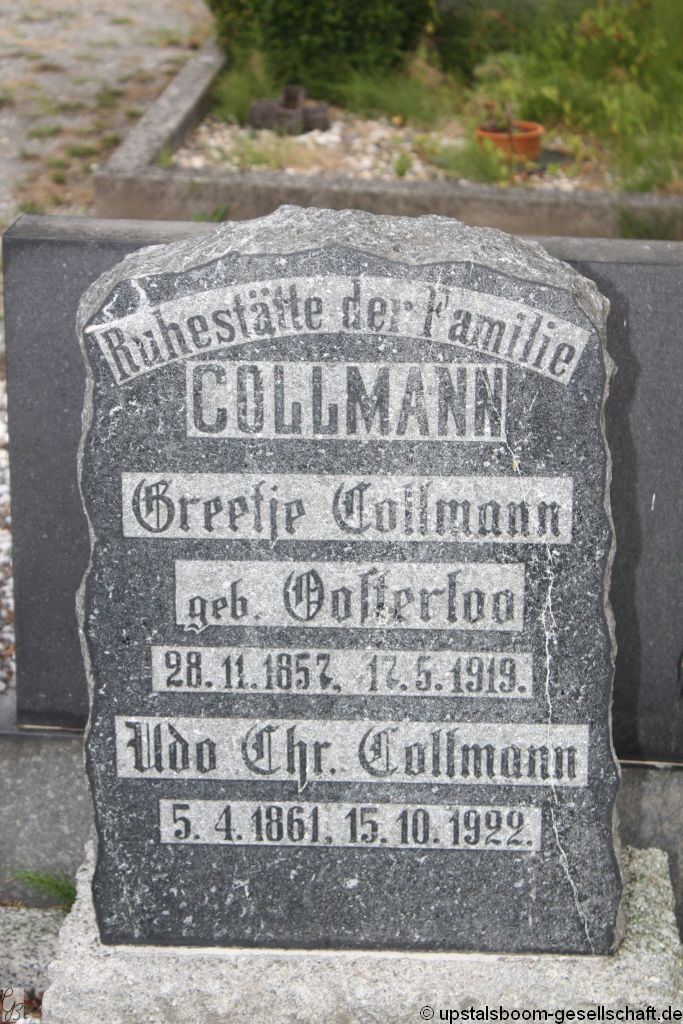 Ruhestätte der Familie
COLLMANN
Greetje Collmann
geb. Oosterloo
28.11.1857. 17.5.1919.
Udo Chr. Collmann
5.4.1861. 15.10.1922.
© upstalsboom-gesellschaft.de